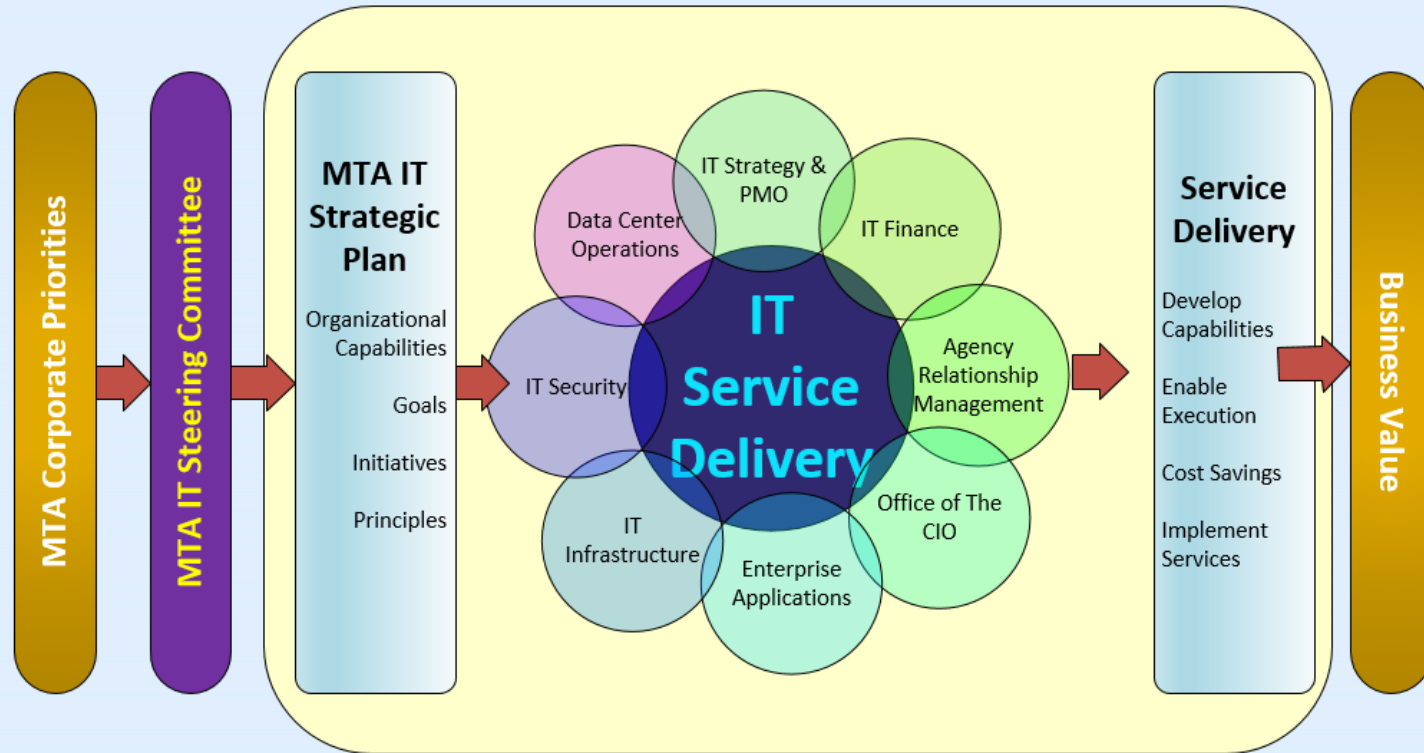 MTA Corporate Priorities
MTA IT Steering Committee
MTA IT
Strategic
Plan
Organizational
Capabilities
Goals
Initiatives
Principles
IT Strategy &
PMO
IT Finance
Agency
Relationship
Management
Office of The
CIO
Enterprise
Applications
IT
Infrastructure
IT Security
Data Center
Operations
IT
Service
Delivery
Service
Delivery
Develop
Capabilities
Enable
Execution
Cost Savings
Implement
Services
Business Value